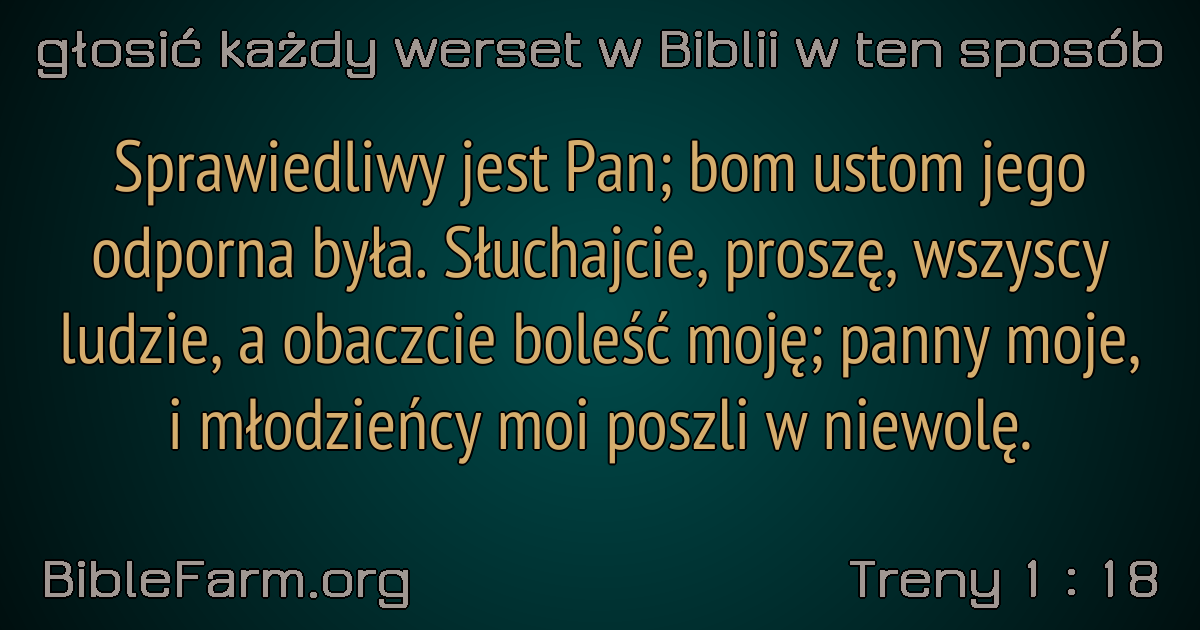 głosić każdy werset w Biblii w ten sposób
Sprawiedliwy jest Pan; bom ustom jego
odporna była. Słuchajcie, proszę, wszyscy
ludzie, a obaczcie boleść moję; panny moje,
i młodzieńcy moi poszli w niewolę.
BibleFarm.org
Treny 1 : 18